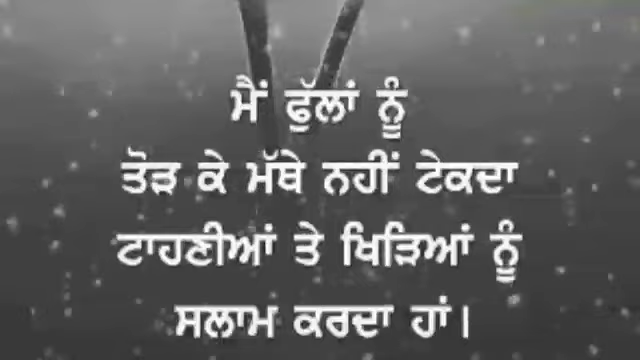 ਮੈਂ ਫੁੱਲਾਂ ਨੂੰ
ਤੋੜ ਕੇ ਮੱਥੇ ਨਹੀਂ ਟੇਕਦਾ
ਟਾਹਣੀਆਂ ਤੇ ਖਿੜਿਆਂ ਨੂੰ
ਸਲਾਮ ਕਰਦਾ ਹਾਂ।